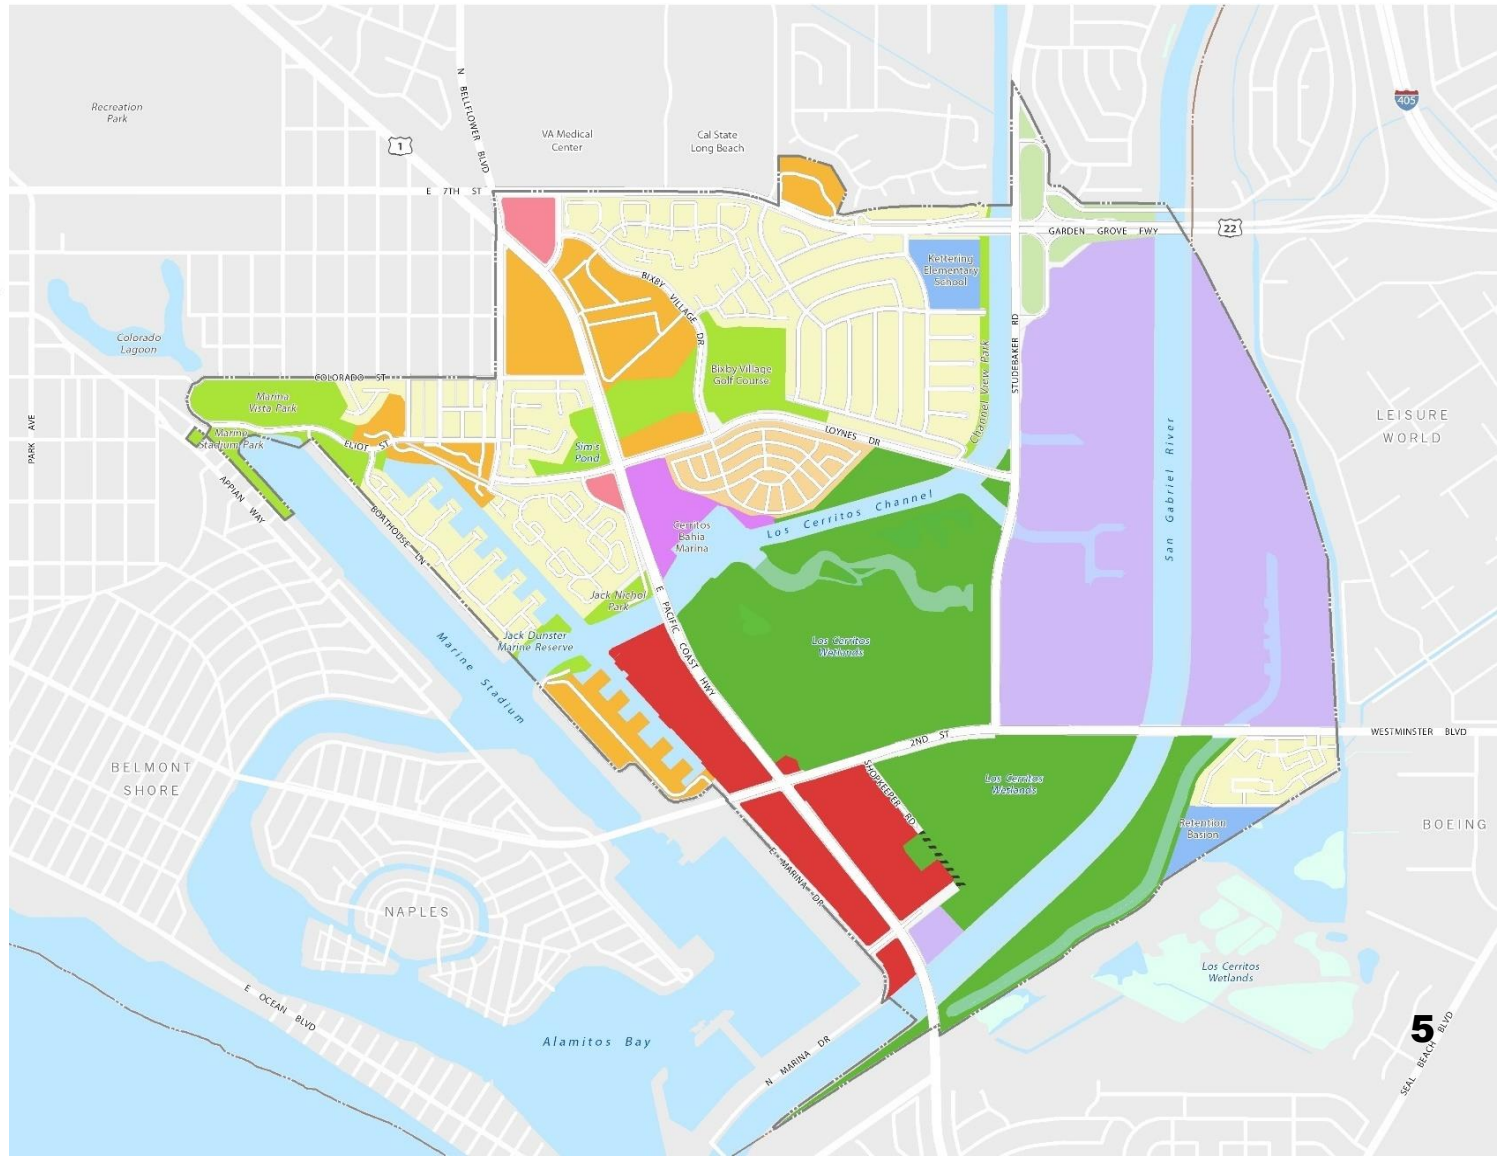 Recreation
Park
1
N BELLFLOWER BLVD
VA Medical
Center
Cal State
Long Beach
405
E 7TH ST
22
GARDEN GROVE FWY
Kettering
Elementary
School
BIXBY VILLAGE DR
STUDEBAKER RD
Colorado
Lagoon
COLORADO ST
Bixby Village
Golf Course
Channel View Park
Marina
Vista Park
LEISURE
WORLD
PARK AVE
Marine
Stadium Park
ELIOT ST
Sim's
Pond
LOYNES DR
APPIAN WAY
BOATHOUSE LN
Los Cerritos Channel
San Gabriel River
Cerritos
Bahia
Marina
Jack Nichol
Park
E PACIFIC COAST HWY
Jack Dunster
Marine Reserve
Los Cerritos
Wetlands
Marine Stadium
2ND ST
WESTMINSTER BLVD
BELMONT
SHORE
SHOPKEEPER RD
Los Cerritos
Wetlands
Retention
Basion
BOEING
E MARINA DR
NAPLES
Los Cerritos
Wetlands
E OCEAN BLVD
Alamitos Bay
N MARINA DR
5
SEAL BEACH BLVD